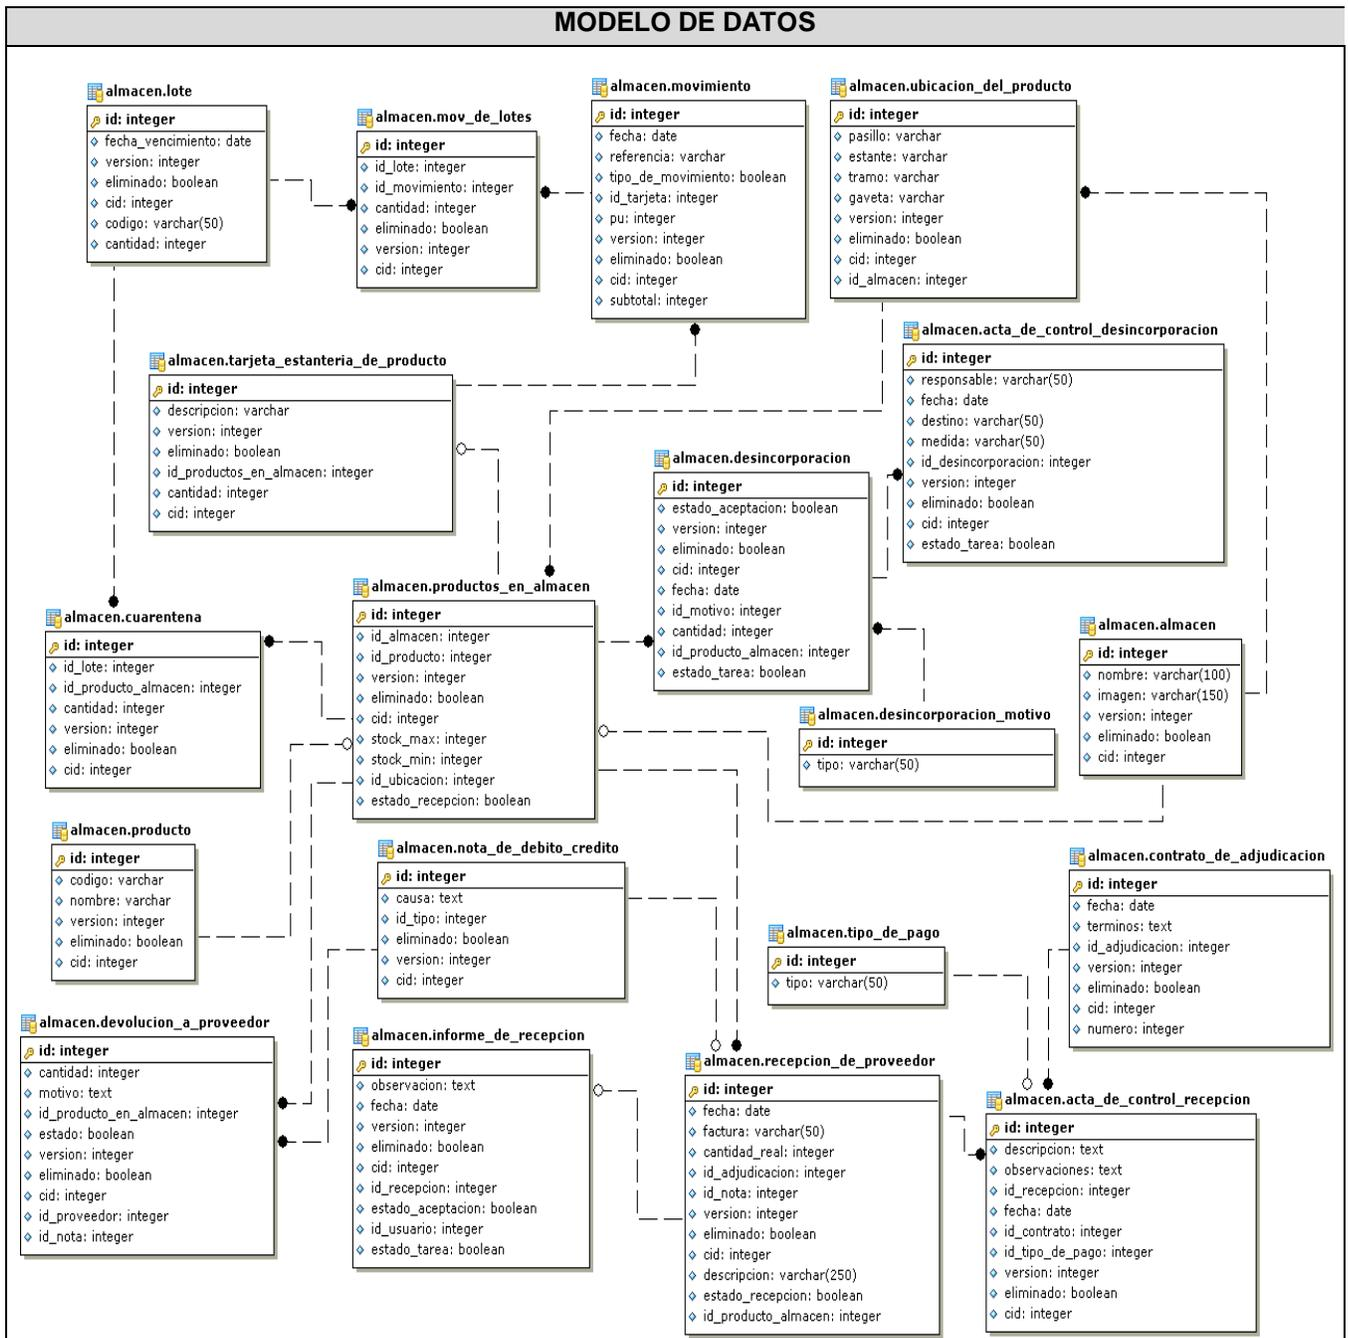 MODELO DE DATOS
almacen.lote
id: integer
fecha_vencimiento: date
version: integer
eliminado: boolean
cid: integer
codigo: varchar(50)
cantidad: integer
almacen.mov_de_lotes
id: integer
id_lote: integer
id_movimiento: integer
cantidad: integer
eliminado: boolean
version: integer
cid: integer
almacen.movimiento
id: integer
fecha: date
referencia: varchar
tipo_de_movimiento: boolean
id_tarjeta: integer
pu: integer
version: integer
eliminado: boolean
cid: integer
subtotal: integer
almacen.ubicacion_del_producto
id: integer
pasillo: varchar
estante: varchar
tramo: varchar
gaveta: varchar
version: integer
eliminado: boolean
cid: integer
id_almacen: integer
almacen.tarjeta_estanteria_de_producto
id: integer
descripcion: varchar
version: integer
eliminado: boolean
id_productos_en_almacen: integer
cantidad: integer
cid: integer
almacen.acta_de_control_desincorporacion
id: integer
responsable: varchar(50)
fecha: date
destino: varchar(50)
medida: varchar(50)
id_desincorporacion: integer
version: integer
eliminado: boolean
cid: integer
estado_tarea: boolean
almacen.desincorporacion
id: integer
estado_aceptacion: boolean
version: integer
eliminado: boolean
cid: integer
fecha: date
id_motivo: integer
cantidad: integer
id_producto_almacen: integer
estado_tarea: boolean
almacen.cuarentena
id: integer
id_lote: integer
id_producto_almacen: integer
cantidad: integer
version: integer
eliminado: boolean
cid: integer
almacen.productos_en_almacen
id: integer
id_almacen: integer
id_producto: integer
version: integer
eliminado: boolean
cid: integer
stock_max: integer
stock_min: integer
id_ubicacion: integer
estado_recepcion: boolean
almacen.almacen
id: integer
nombre: varchar(100)
imagen: varchar(150)
version: integer
eliminado: boolean
cid: integer
almacen.desincorporacion_motivo
id: integer
tipo: varchar(50)
almacen.producto
id: integer
codigo: varchar
nombre: varchar
version: integer
eliminado: boolean
cid: integer
almacen.nota_de_debito_credito
id: integer
causa: text
id_tipo: integer
eliminado: boolean
version: integer
cid: integer
almacen.tipo_de_pago
id: integer
tipo: varchar(50)
almacen.contrato_de_adjudicacion
id: integer
fecha: date
terminos: text
id_adjudicacion: integer
version: integer
eliminado: boolean
cid: integer
numero: integer
almacen.devolucion_a_proveedor
id: integer
cantidad: integer
motivo: text
id_producto_en_almacen: integer
estado: boolean
version: integer
eliminado: boolean
cid: integer
id_proveedor: integer
id_nota: integer
almacen.informe_de_recepcion
id: integer
observacion: text
fecha: date
version: integer
eliminado: boolean
cid: integer
id_recepcion: integer
estado_aceptacion: boolean
id_usuario: integer
estado_tarea: boolean
almacen.recepcion_de_proveedor
id: integer
fecha: date
factura: varchar(50)
cantidad_real: integer
id_adjudicacion: integer
id_nota: integer
version: integer
eliminado: boolean
cid: integer
descripcion: varchar(250)
estado_recepcion: boolean
id_producto_almacen: integer
almacen.acta_de_control_recepcion
id: integer
descripcion: text
observaciones: text
id_recepcion: integer
fecha: date
id_contrato: integer
id_tipo_de_pago: integer
version: integer
eliminado: boolean
cid: integer